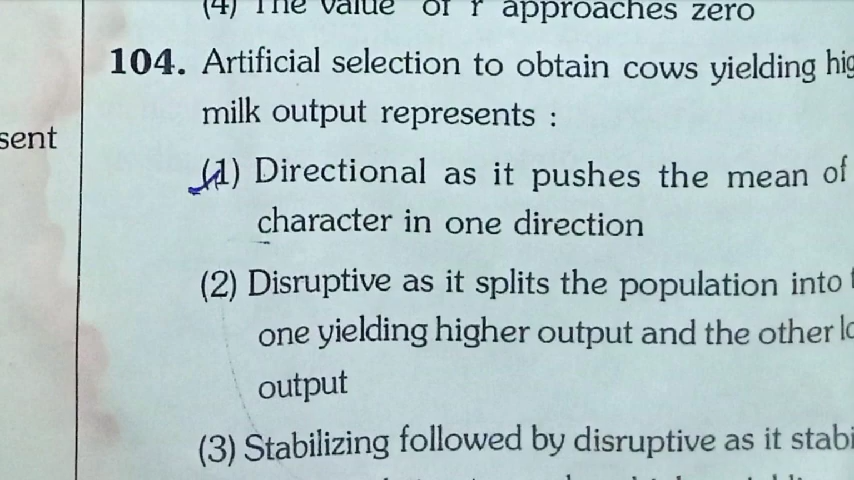 (4) The value of r approaches zero
104. Artificial selection to obtain cows yielding
milk output represents :
sent
(1) Directional as it pushes the mean of
character in one direction
(2) Disruptive as it splits the population into
one yielding higher output and the other
output
(3) Stabilizing followed by disruptive as it